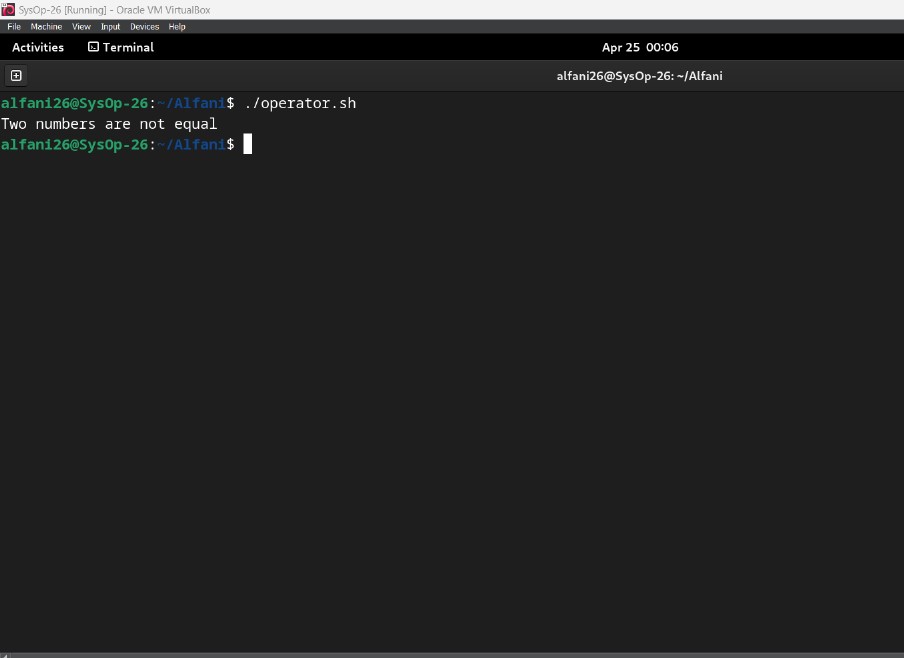 SysOp-26 [Running] - Oracle VM VirtualBox
File Machine View Input Devices Help
Activities Terminal Apr 25 00:06
alfani26@SysOp-26: ~/Alfani
alfani26@SysOp-26:~/Alfani$ ./operator.sh
Two numbers are not equal
alfani26@SysOp-26:~/Alfani$